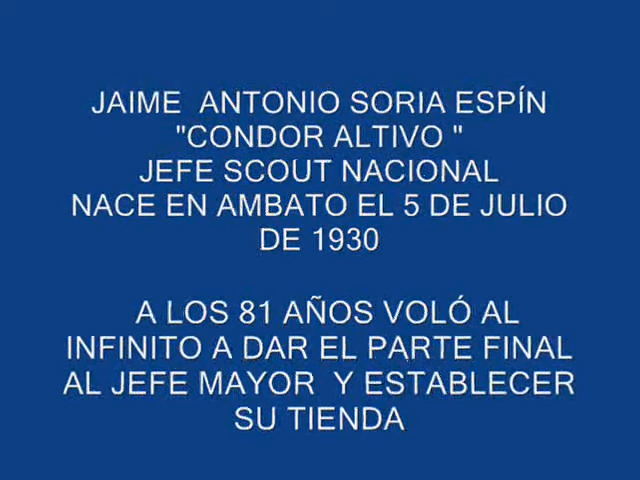 JAIME  ANTONIO SORIA ESPÍN
"CONDOR ALTIVO "
JEFE SCOUT NACIONAL
NACE EN AMBATO EL 5 DE JULIO
DE 1930
A LOS 81 AÑOS VOLÓ AL
INFINITO A DAR EL PARTE FINAL
AL JEFE MAYOR  Y ESTABLECER
SU TIENDA